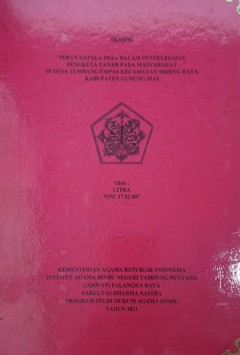 SKRIPSI
PERAN KEPALA DESA DALAM PENYELESAIAN
SENGKETA TANAH PADA MASYARAKAT
DI DESA TUMBANG EMPAS KECAMATAN MIHING RAYA
KABUPATEN GUNUNG MAS
Oleh :
LITRA
NIM. 17 02 007
KEMENTERIAN AGAMA REPUBLIK INDONESIA
INSTITUT AGAMA HINDU NEGERI TAMPUNG PENYANG
(IAHN-TP) PALANGKA RAYA
FAKULTAS DHARMA SASTRA
PROGRAM STUDI HUKUM AGAMA HINDU
TAHUN 2021